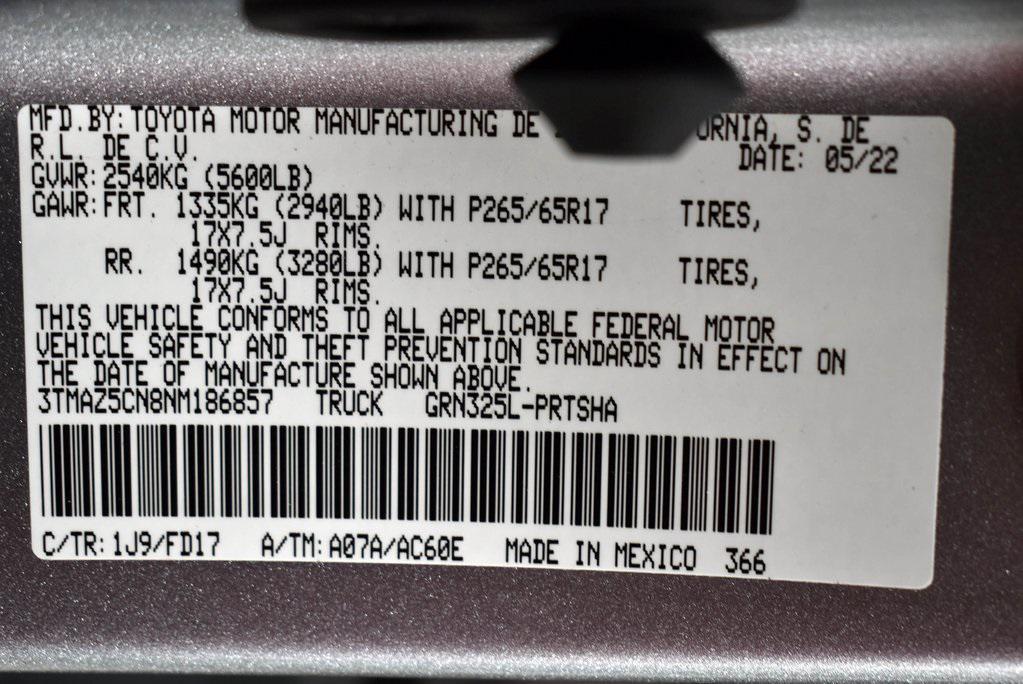 MFD.BY: TOYOTA MOTOR MANUFACTURING DE ORNIA, S. DE
R.L. DE C.V. DATE: 05/22
GVWR: 2540KG (5600LB)
GAWR: FRT. 1335KG (2940LB) WITH P265/65R17 TIRES,
17X7.5J RIMS.
RR. 1490KG (3280LB) WITH P265/65R17 TIRES,
17X7.5J RIMS.
THIS VEHICLE CONFORMS TO ALL APPLICABLE FEDERAL MOTOR
VEHICLE SAFETY AND THEFT PREVENTION STANDARDS IN EFFECT ON
THE DATE OF MANUFACTURE SHOWN ABOVE.
3TMAZ5CN8NM186857 TRUCK GRN325L-PRTSHA
C/TR: 1J9/FD17 A/TM: A07A/AC60E MADE IN MEXICO 366